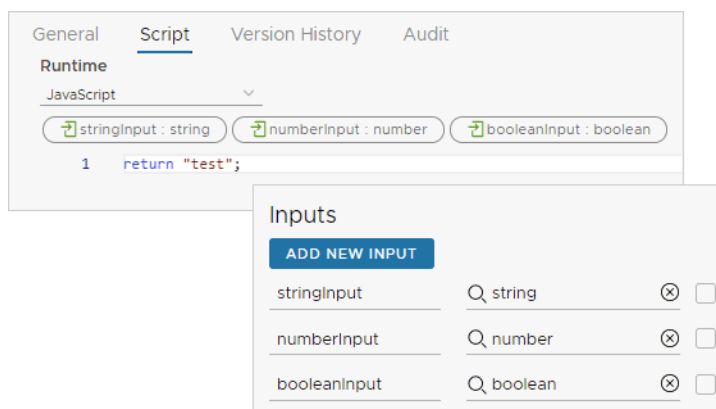 General Script Version History Audit
Runtime
JavaScript
stringInput : string numberInput : number booleanInput : boolean
1 return "test";
Inputs
ADD NEW INPUT
stringInput string
numberInput number
booleanInput boolean